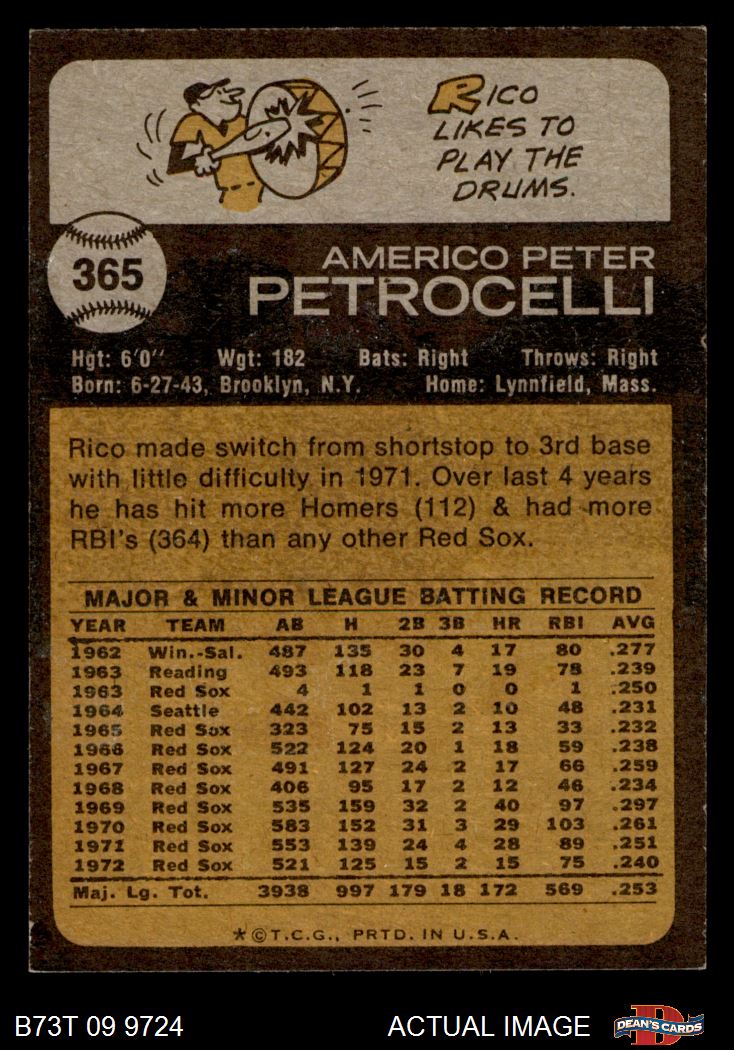 RICO
LIKES TO
PLAY THE
DRUMS.
365
AMERICO PETER
PETROCELLI
Hgt: 6'0" Wgt: 182 Bats: Right Throws: Right
Born: 6-27-43, Brooklyn, N.Y. Home: Lynnfield, Mass.
Rico made switch from shortstop to 3rd base
with little difficulty in 1971. Over last 4 years
he has hit more Homers (112) & had more
RBI's (364) than any other Red Sox.
MAJOR & MINOR LEAGUE BATTING RECORD
YEAR TEAM AB H 2B 3B HR RBI AVG
1962 Win.-Sal. 487 135 30 4 17 80 .277
1963 Reading 493 118 23 7 19 78 .239
1963 Red Sox 4 1 1 0 0 1 .250
1964 Seattle 442 102 13 2 10 48 .231
1965 Red Sox 323 75 15 2 13 33 .232
1966 Red Sox 522 124 20 1 18 59 .238
1967 Red Sox 491 127 24 2 17 66 .259
1968 Red Sox 406 95 17 2 12 46 .234
1969 Red Sox 535 159 32 2 40 97 .297
1970 Red Sox 583 152 31 3 29 103 .261
1971 Red Sox 553 139 24 4 28 89 .251
1972 Red Sox 521 125 15 2 15 75 .240
Maj. Lg. Tot. 3938 997 179 18 172 569 .253
*©T.C.G., PRTD. IN U.S.A.
B73T 09 9724 ACTUAL IMAGE D DEAN'S CARDS